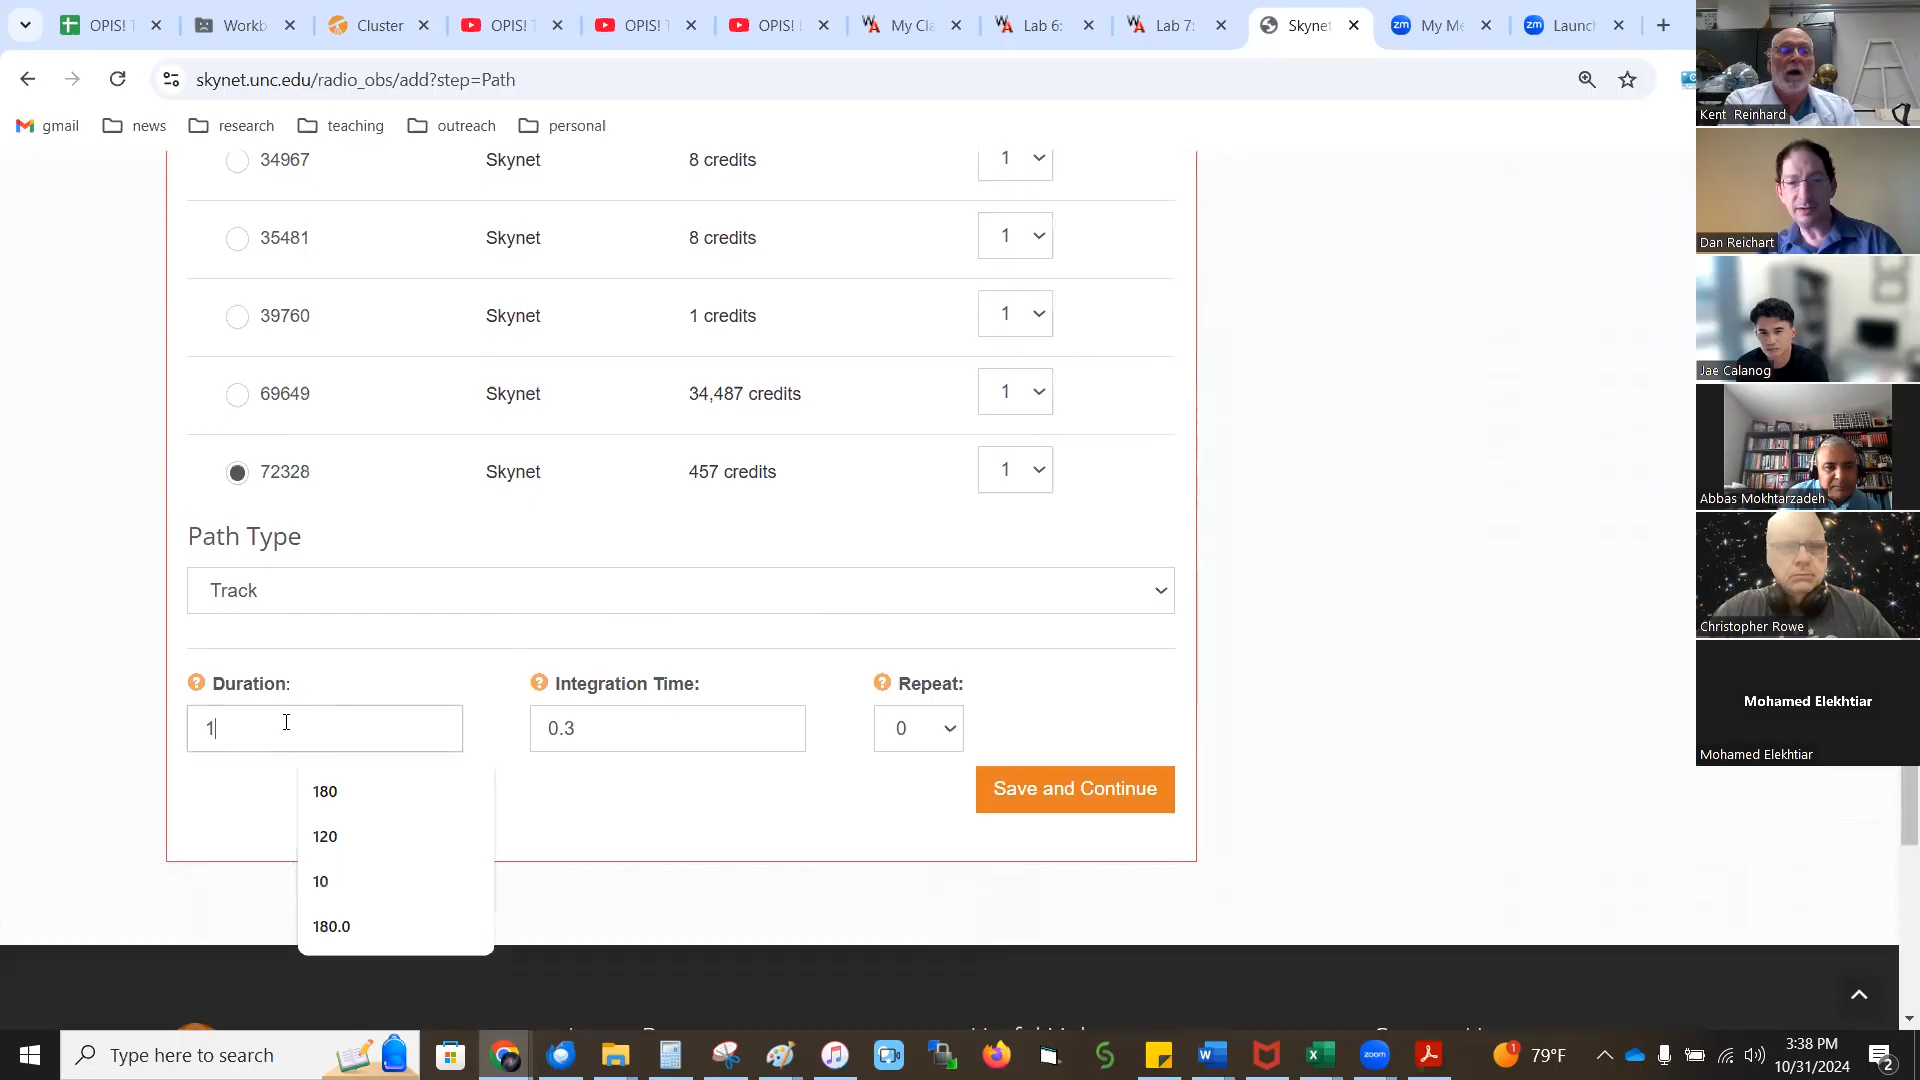 OPIS! T
Workb
Cluster
OPIS! T
OPIS! T
OPIS! L
My Cla
Lab 6:
Lab 7:
Skynet
My Me
Launc
skynet.unc.edu/radio_obs/add?step=Path
gmail
news
research
teaching
outreach
personal
34967 Skynet 8 credits 1
35481 Skynet 8 credits 1
39760 Skynet 1 credits 1
69649 Skynet 34,487 credits 1
72328 Skynet 457 credits 1
Path Type
Track
Duration: Integration Time: Repeat:
1 0.3 0
180
120
10
180.0
Save and Continue
Kent Reinhard
Dan Reichart
Jae Calanog
Abbas Mokhtarzadeh
Christopher Rowe
Mohamed Elekhtiar
Mohamed Elekhtiar
Type here to search
zoom
1
79°F
3:38 PM
10/31/2024
2